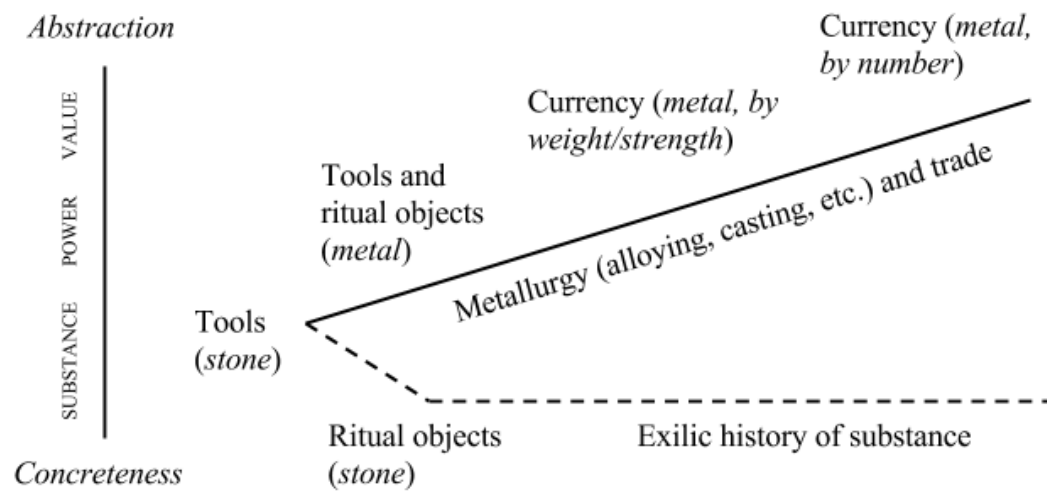 Abstraction
Currency (metal,
by number)
VALUE
Currency (metal, by
weight/strength)
Tools and
ritual objects
(metal)
POWER
Metallurgy (alloying, casting, etc.) and trade
Tools
(stone)
SUBSTANCE
Ritual objects
(stone)
Exilic history of substance
Concreteness